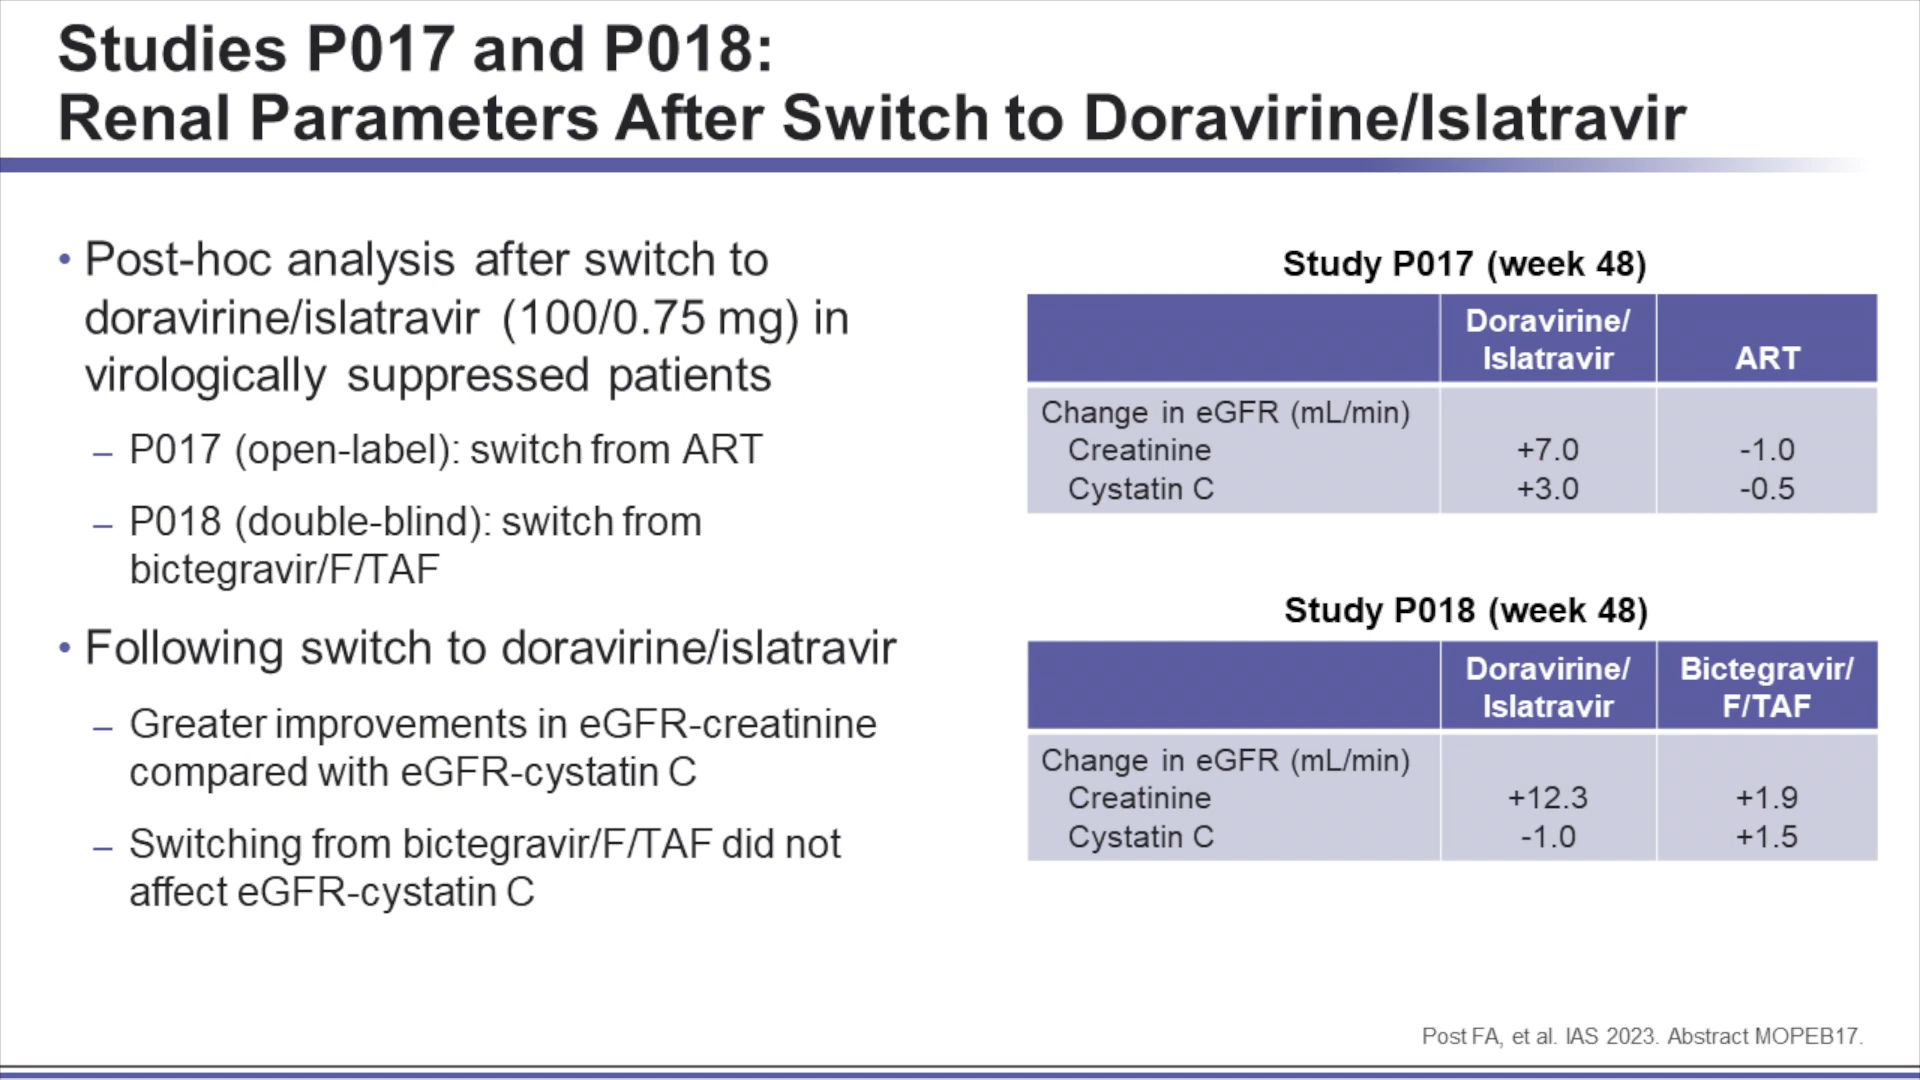 Studies P017 and P018:
Renal Parameters After Switch to Doravirine/Islatravir
• Post-hoc analysis after switch to
doravirine/islatravir (100/0.75 mg) in
virologically suppressed patients
– P017 (open-label): switch from ART
– P018 (double-blind): switch from
bictegravir/F/TAF
• Following switch to doravirine/islatravir
– Greater improvements in eGFR-creatinine
compared with eGFR-cystatin C
– Switching from bictegravir/F/TAF did not
affect eGFR-cystatin C
Study P017 (week 48)
Doravirine/
Islatravir ART
Change in eGFR (mL/min)
Creatinine +7.0 -1.0
Cystatin C +3.0 -0.5
Study P018 (week 48)
Doravirine/ Bictegravir/
Islatravir F/TAF
Change in eGFR (mL/min)
Creatinine +12.3 +1.9
Cystatin C -1.0 +1.5
Post FA, et al. IAS 2023. Abstract MOPEB17.